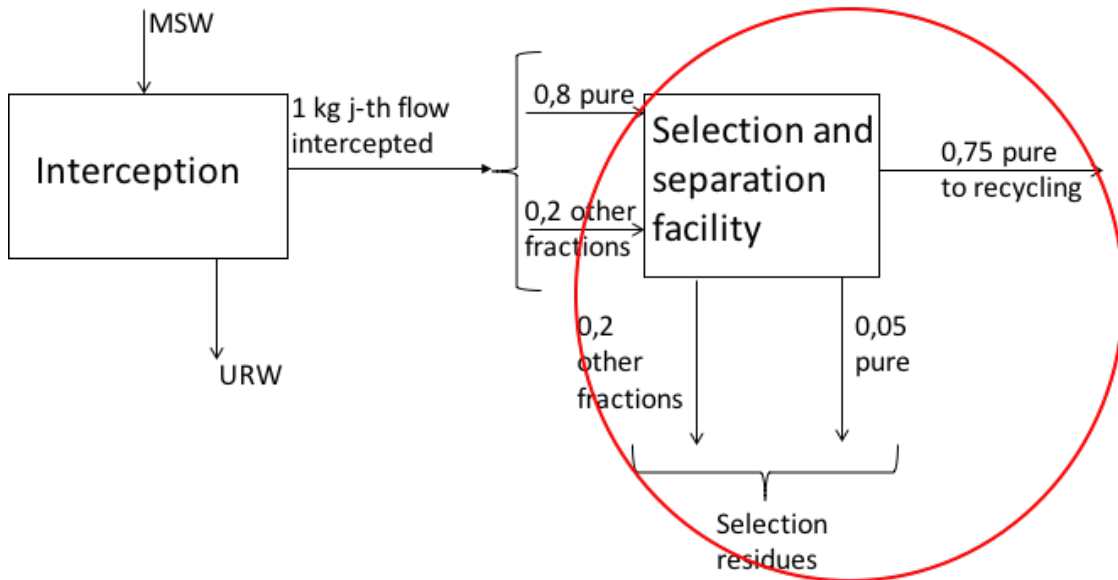 MSW
1 kg j-th flow
intercepted
Interception
URW
0,8 pure
0,2 other
fractions
Selection and
separation
facility
0,75 pure
to recycling
0,2
other
fractions
0,05
pure
Selection
residues